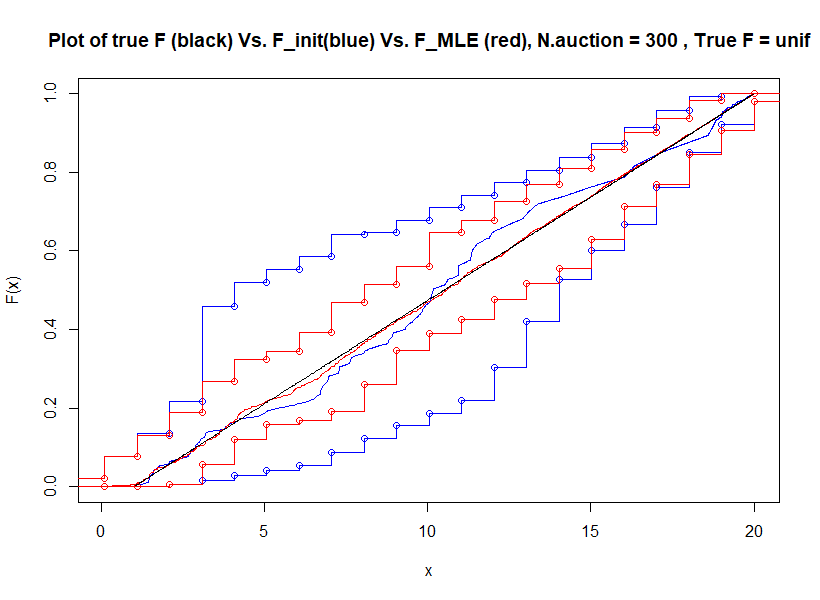 Plot of true F (black) Vs. F_init(blue) Vs. F_MLE (red), N.auction = 300 , True F = unif
1.0
0.8
0.6
0.4
0.2
0.0
F(x)
0 5 10 15 20
x